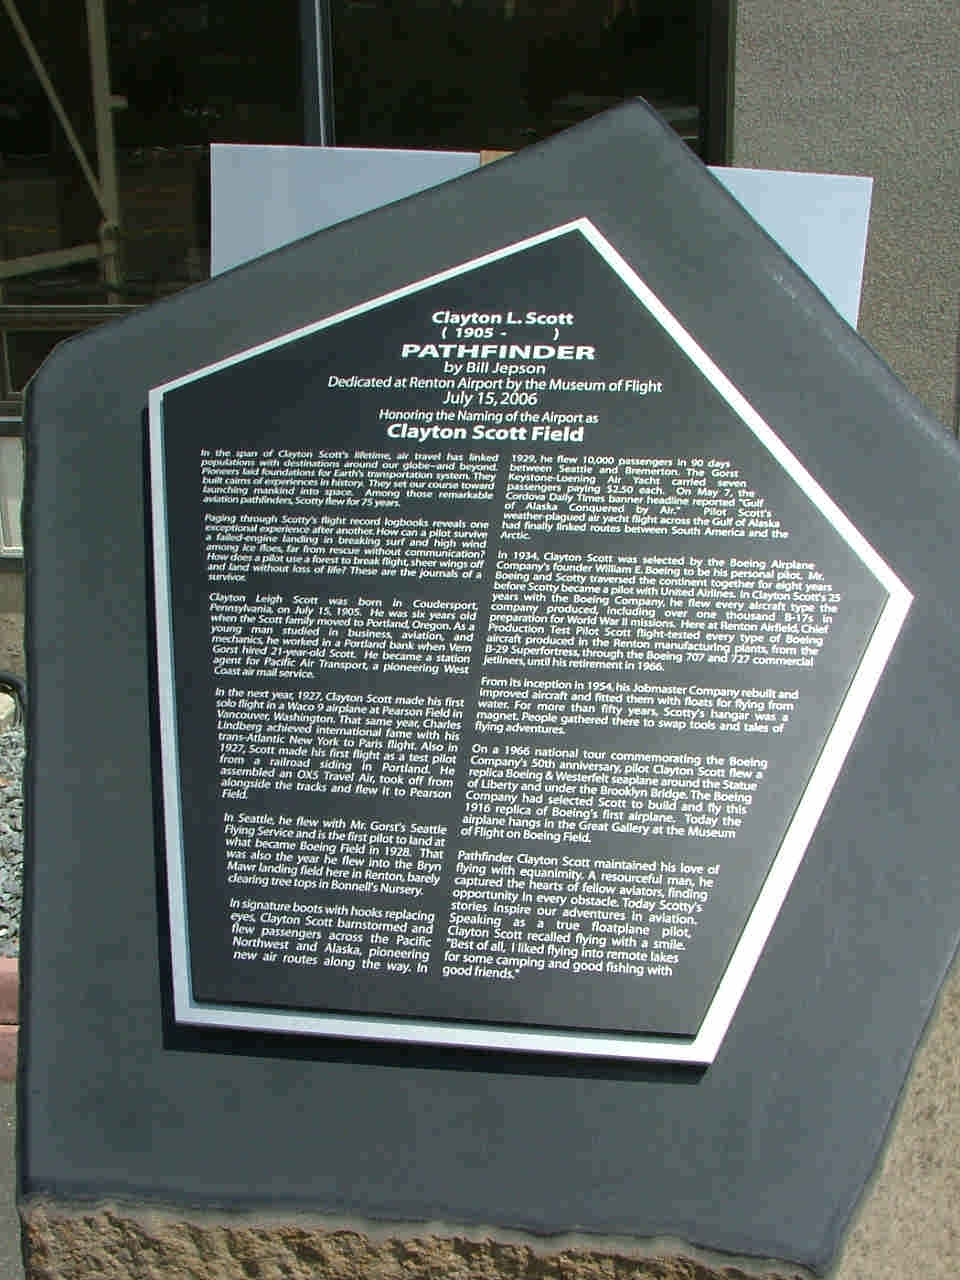 Clayton L. Scott
( 1905 - )
PATHFINDER
by Bill Jepson
Dedicated at Renton Airport by the Museum of Flight
July 15, 2006
Honoring the Naming of the Airport as
Clayton Scott Field
In the span of Clayton Scott's lifetime, air travel has linked
populations with destinations around our globe—and beyond.
Pioneers laid foundations for Earth's transportation system. They
built cairns of experiences in history. They set our course toward
launching mankind into space. Among those remarkable
aviation pathfinders, Scotty flew for 75 years.
Paging through Scotty's flight record logbooks reveals one
exceptional experience after another. How can a pilot survive
a failed-engine landing in breaking surf and high wind
among ice floes, far from rescue without communication?
How does a pilot use a forest to break flight, sheer wings off
and land without loss of life? These are the journals of a
survivor.
Clayton Leigh Scott was born in Coudersport,
Pennsylvania, on July 15, 1905. He was six years old
when the Scott family moved to Portland, Oregon. As a
young man studied in business, aviation, and
mechanics, he worked in a Portland bank when Vern
Gorst hired 21-year-old Scott. He became a station
agent for Pacific Air Transport, a pioneering West
Coast air mail service.
In the next year, 1927, Clayton Scott made his first
solo flight in a Waco 9 airplane at Pearson Field in
Vancouver, Washington. That same year, Charles
Lindberg achieved international fame with his
trans-Atlantic New York to Paris flight. Also in
1927, Scott made his first flight as a test pilot
from a railroad siding in Portland. He
assembled an OX5 Travel Air, took off from
alongside the tracks and flew it to Pearson
Field.
In Seattle, he flew with Mr. Gorst's Seattle
Flying Service and is the first pilot to land at
what became Boeing Field in 1928. That
was also the year he flew into the Bryn
Mawr landing field here in Renton, barely
clearing tree tops in Bonnell's Nursery.
In signature boots with hooks replacing
eyes, Clayton Scott barnstormed and
flew passengers across the Pacific
Northwest and Alaska, pioneering
new air routes along the way. In
1929, he flew 10,000 passengers in 90 days
between Seattle and Bremerton. The Gorst
Keystone-Loening Air Yacht carried seven
passengers paying $2.50 each. On May 7, the
Cordova Daily Times banner headline reported "Gulf
of Alaska Conquered by Air." Pilot Scott's
weather-plagued air yacht flight across the Gulf of Alaska
had finally linked routes between South America and the
Arctic.
In 1934, Clayton Scott was selected by the Boeing Airplane
Company's founder William E. Boeing to be his personal pilot. Mr.
Boeing and Scotty traversed the continent together for eight years
before Scotty became a pilot with United Airlines. In Clayton Scott's 25
years with the Boeing Company, he flew every aircraft type the
company produced, including over one thousand B-17s in
preparation for World War II missions. Here at Renton Airfield, Chief
Production Test Pilot Scott flight-tested every type of Boeing
aircraft produced in the Renton manufacturing plants, from the
B-29 Superfortress, through the Boeing 707 and 727 commercial
jetliners, until his retirement in 1966.
From its inception in 1954, his Jobmaster Company rebuilt and
improved aircraft and fitted them with floats for flying from
water. For more than fifty years, Scotty's hangar was a
magnet. People gathered there to swap tools and tales of
flying adventures.
On a 1966 national tour commemorating the Boeing
Company's 50th anniversary, pilot Clayton Scott flew a
replica Boeing & Westerfelt seaplane around the Statue
of Liberty and under the Brooklyn Bridge. The Boeing
Company had selected Scott to build and fly this
1916 replica of Boeing's first airplane. Today the
airplane hangs in the Great Gallery at the Museum
of Flight on Boeing Field.
Pathfinder Clayton Scott maintained his love of
flying with equanimity. A resourceful man, he
captured the hearts of fellow aviators, finding
opportunity in every obstacle. Today Scotty's
stories inspire our adventures in aviation.
Speaking as a true floatplane pilot,
Clayton Scott recalled flying with a smile.
"Best of all, I liked flying into remote lakes
for some camping and good fishing with
good friends."